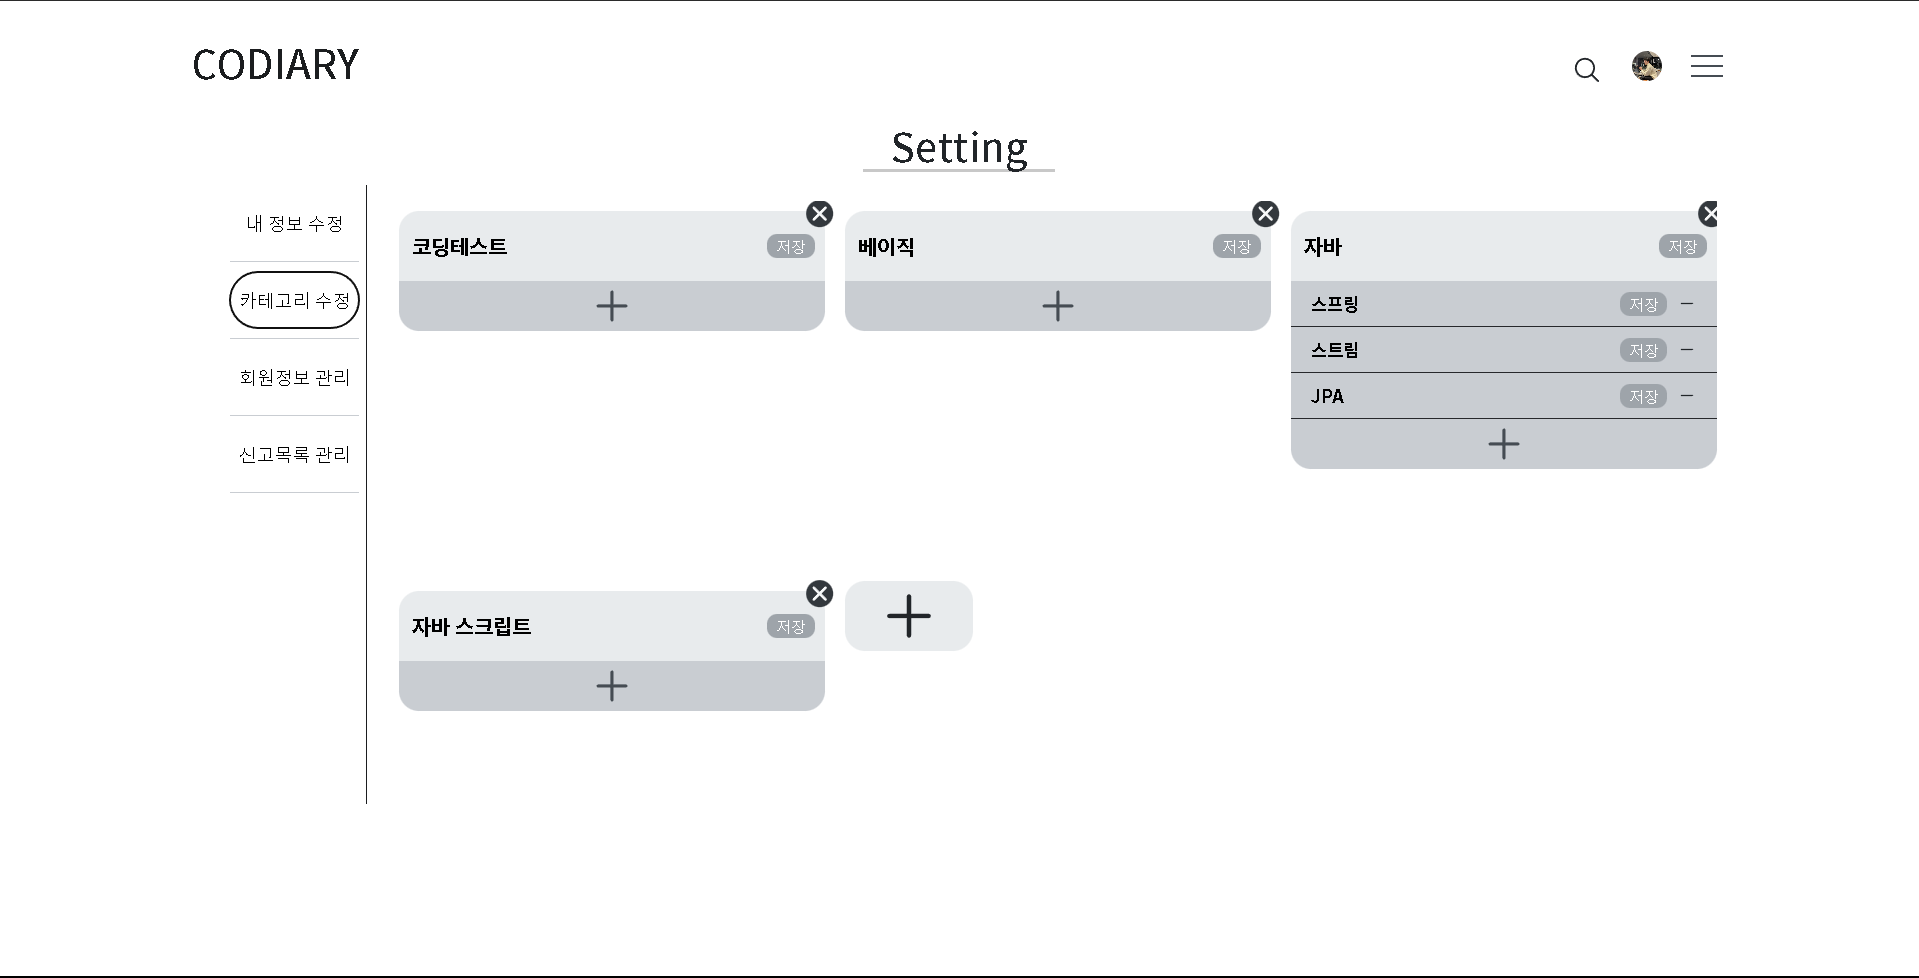 CODIARY
Setting
내 정보 수정
카테고리 수정
회원정보 관리
신고목록 관리
코딩테스트 저장
베이직 저장
자바 저장
스프링 저장
스트림 저장
JPA 저장
자바 스크립트 저장